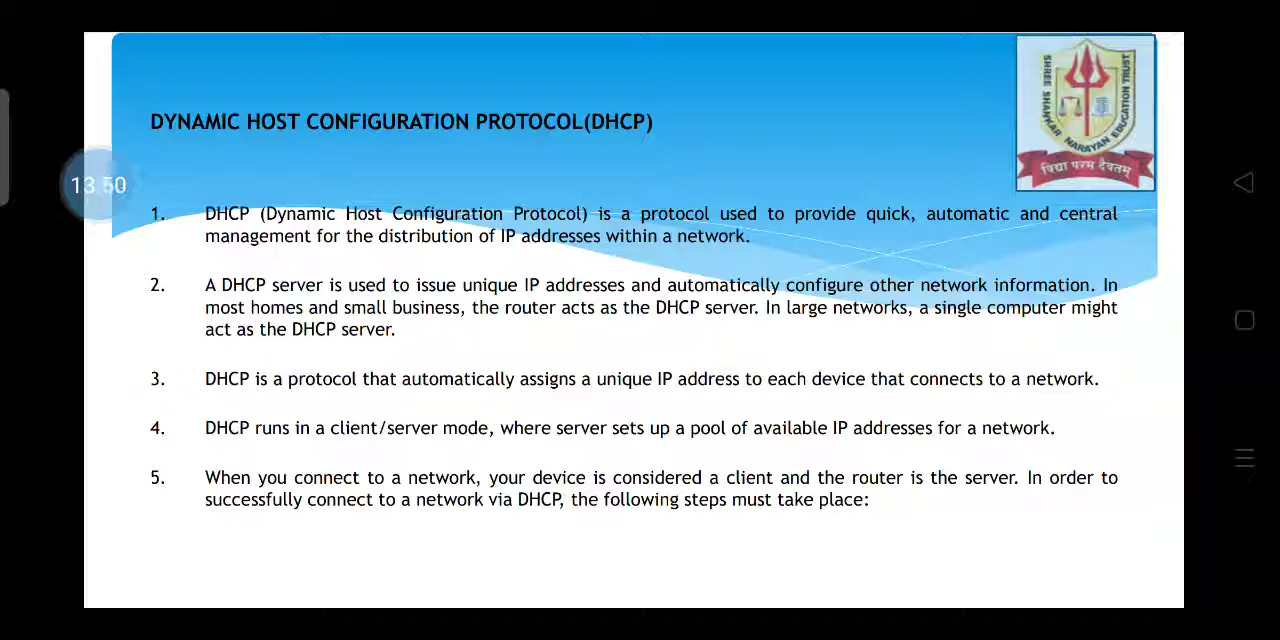 SHREE SHANKAR NARAYAN EDUCATION TRUST
विद्या परम दैवतम्
DYNAMIC HOST CONFIGURATION PROTOCOL(DHCP)
13.50
1. DHCP (Dynamic Host Configuration Protocol) is a protocol used to provide quick, automatic and central
management for the distribution of IP addresses within a network.
2. A DHCP server is used to issue unique IP addresses and automatically configure other network information. In
most homes and small business, the router acts as the DHCP server. In large networks, a single computer might
act as the DHCP server.
3. DHCP is a protocol that automatically assigns a unique IP address to each device that connects to a network.
4. DHCP runs in a client/server mode, where server sets up a pool of available IP addresses for a network.
5. When you connect to a network, your device is considered a client and the router is the server. In order to
successfully connect to a network via DHCP, the following steps must take place: